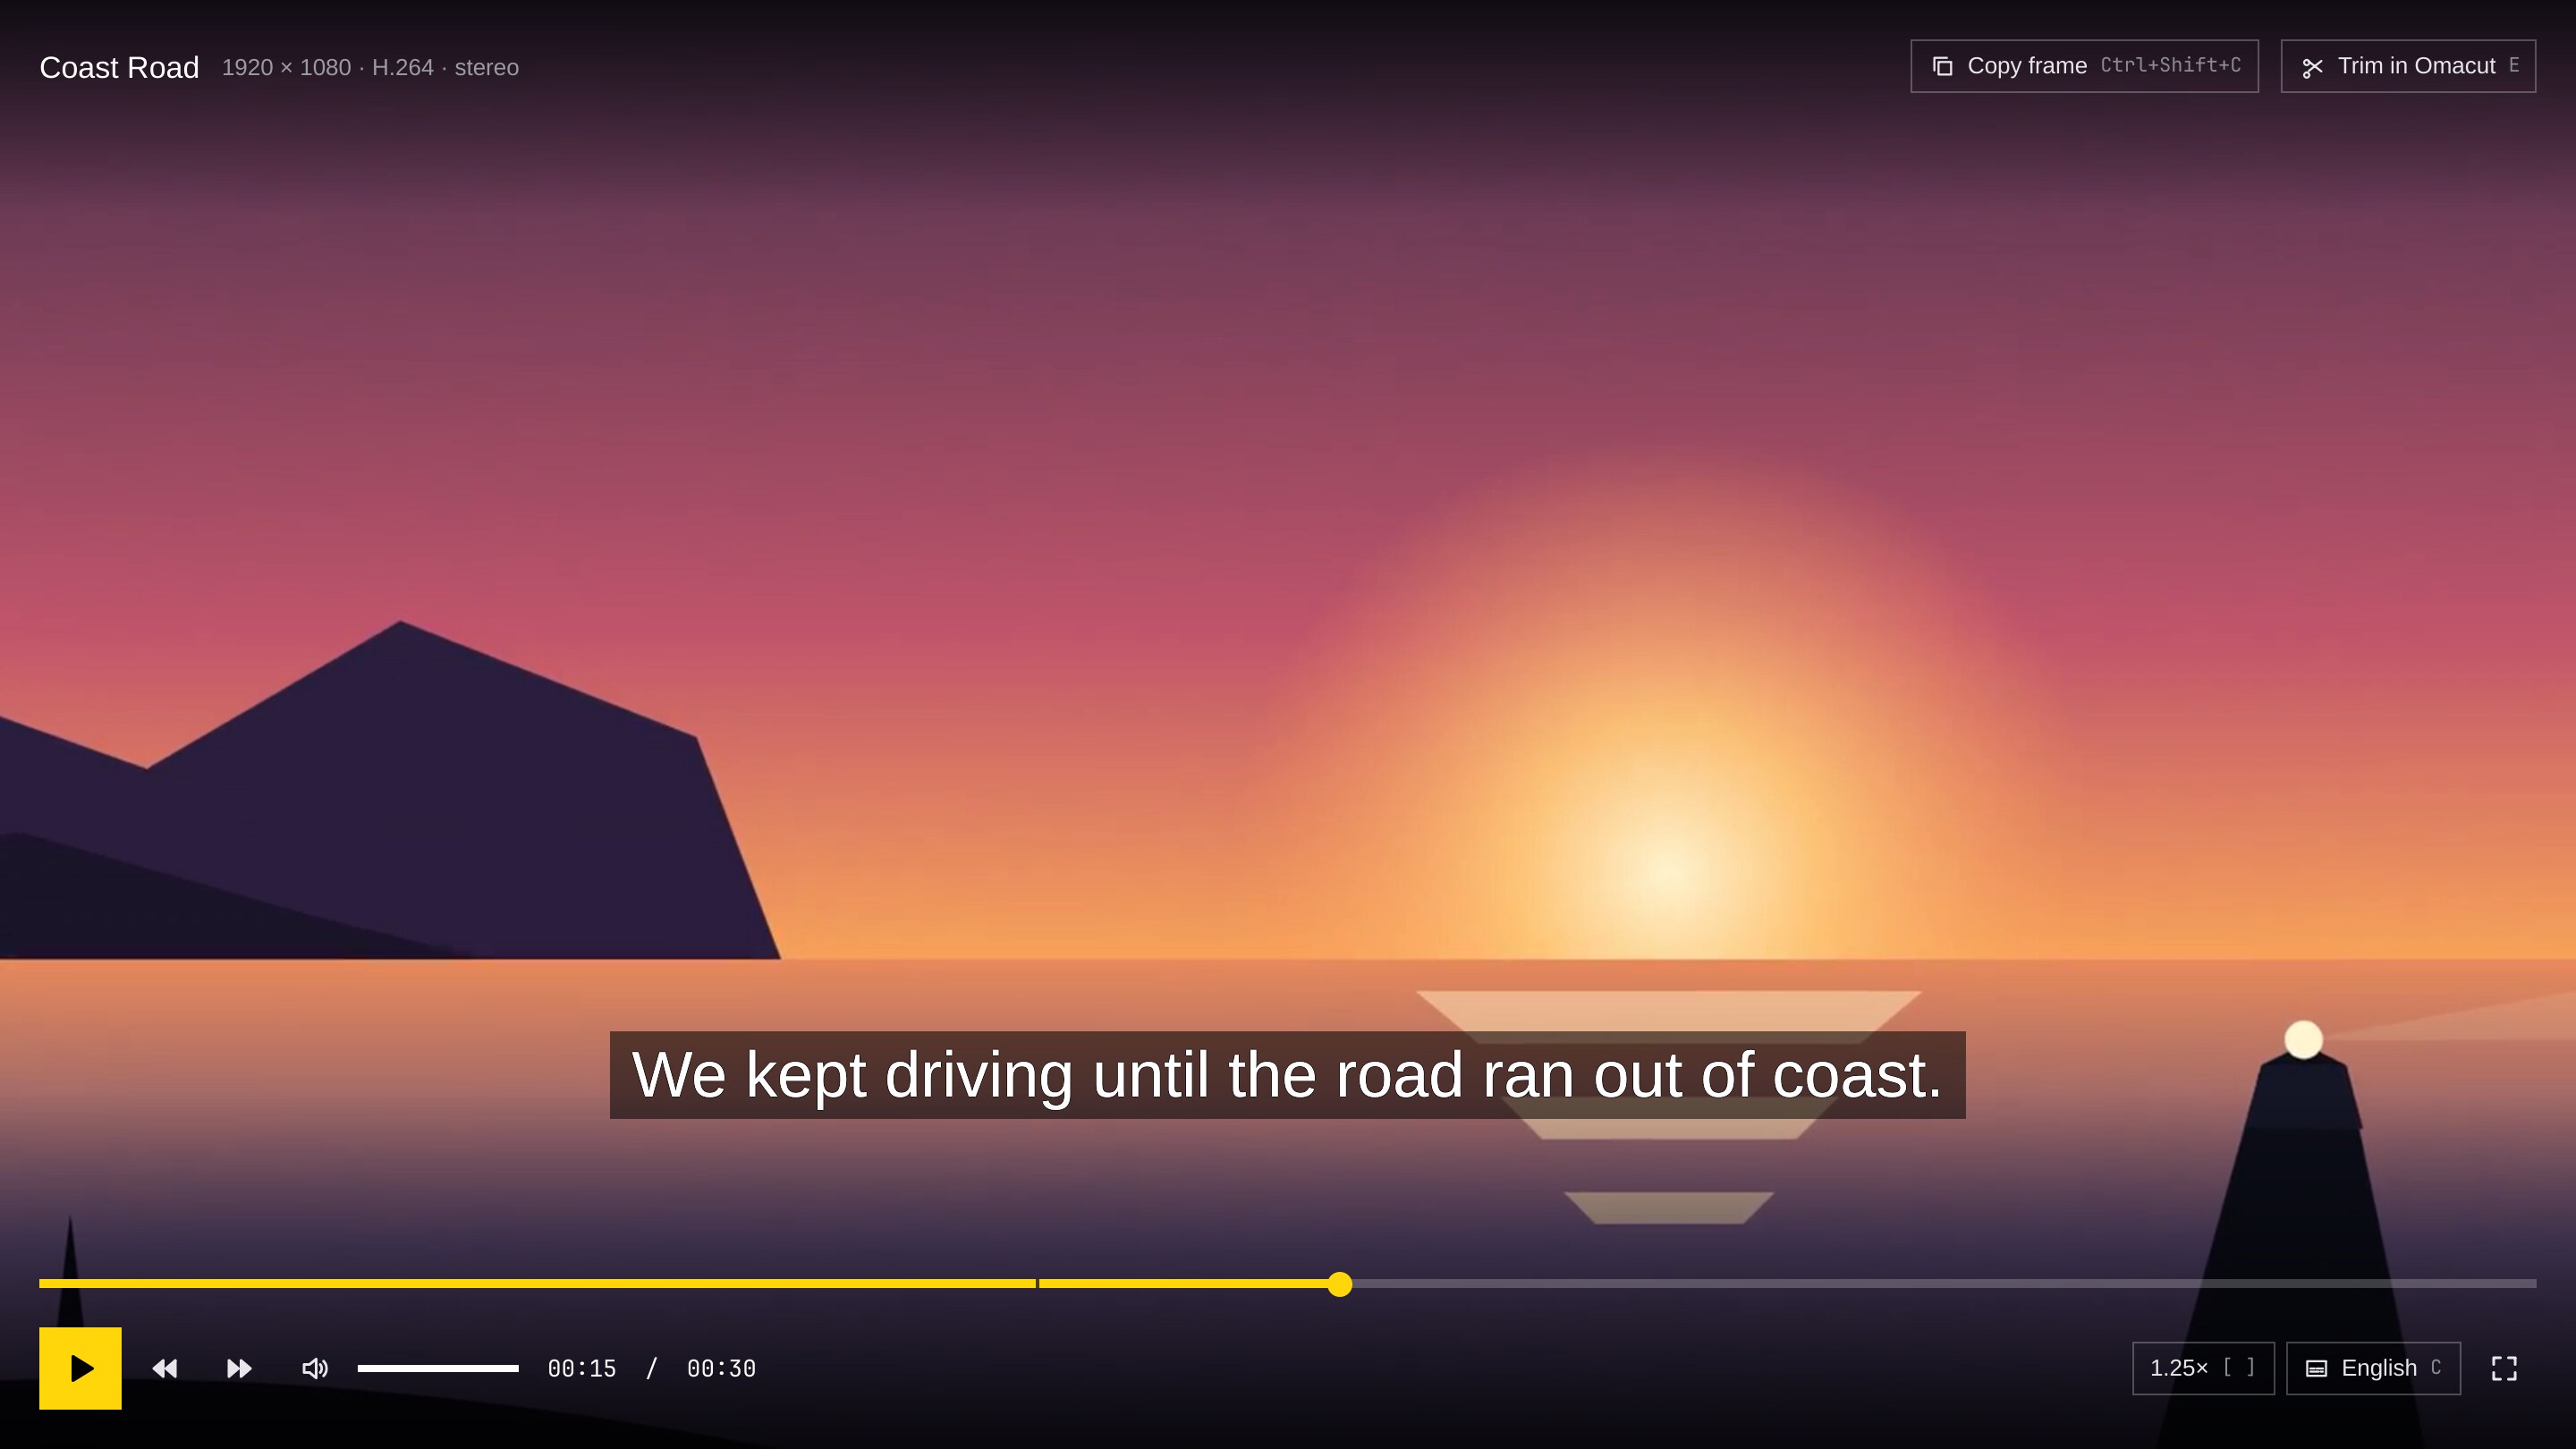 Coast Road 1920 × 1080 · H.264 · stereo
Copy frame Ctrl+Shift+C
Trim in Omacut E
We kept driving until the road ran out of coast.
00:15 / 00:30
1.25× [ ]
English C